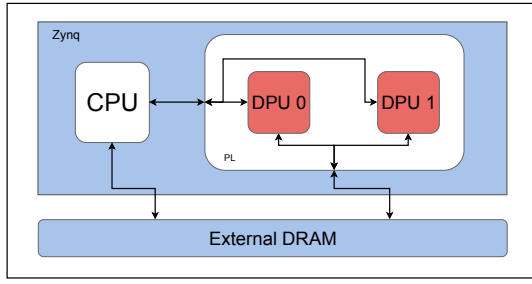 Zynq
CPU
DPU 0
DPU 1
PL
External DRAM